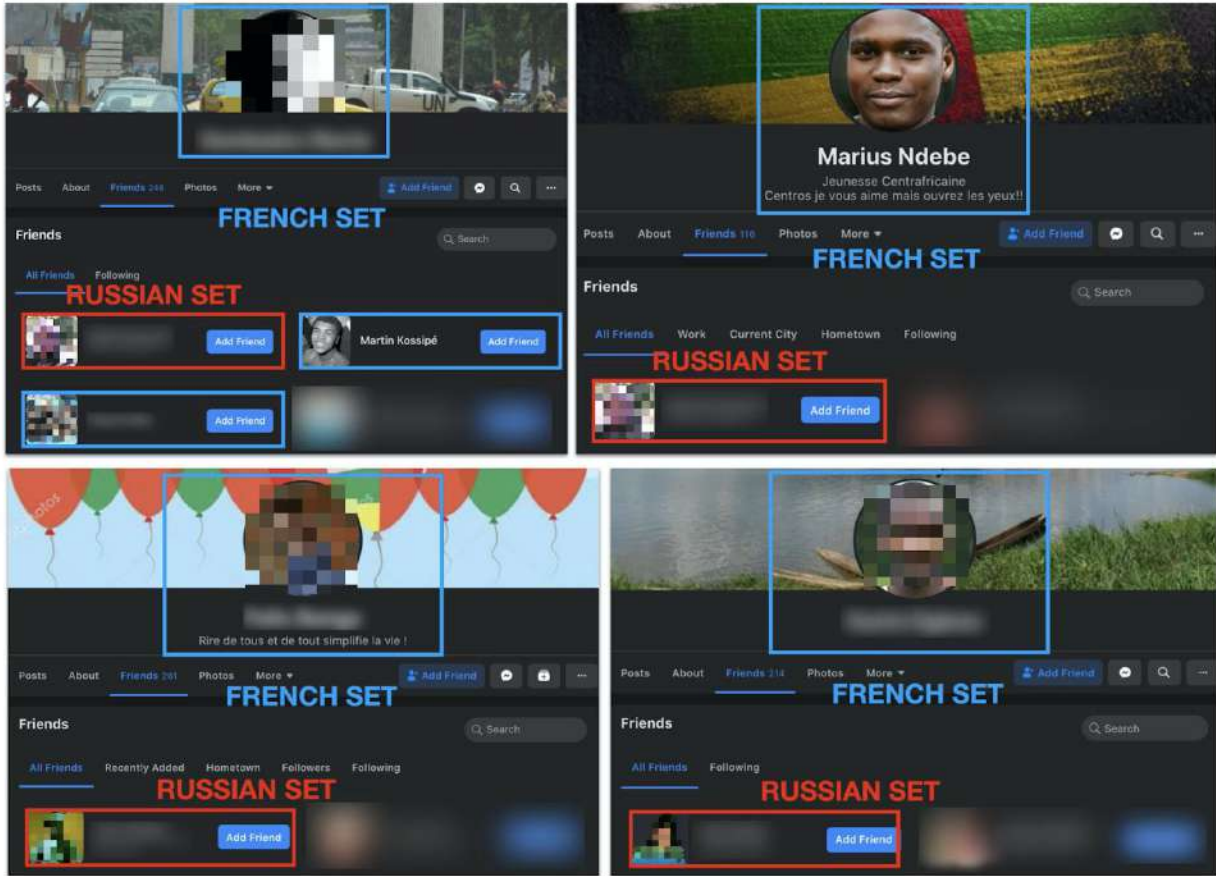 UN
Posts About Friends 246 Photos More
Add Friend
FRENCH SET
Friends
Search
All Friends Following
RUSSIAN SET
Add Friend
Martin Kossipé
Add Friend
Add Friend
Marius Ndebe
Jeunesse Centrafricaine
Centros je vous aime mais ouvrez les yeux!!
Posts About Friends 110 Photos More
Add Friend
FRENCH SET
Friends
Search
All Friends Work Current City Hometown Following
RUSSIAN SET
Add Friend
Rire de tous et de tout simplifie la vie !
Posts About Friends 261 Photos More
Add Friend
FRENCH SET
Friends
Search
All Friends Recently Added Hometown Followers Following
RUSSIAN SET
Add Friend
Posts About Friends 214 Photos More
Add Friend
FRENCH SET
Friends
Search
All Friends Following
RUSSIAN SET
Add Friend